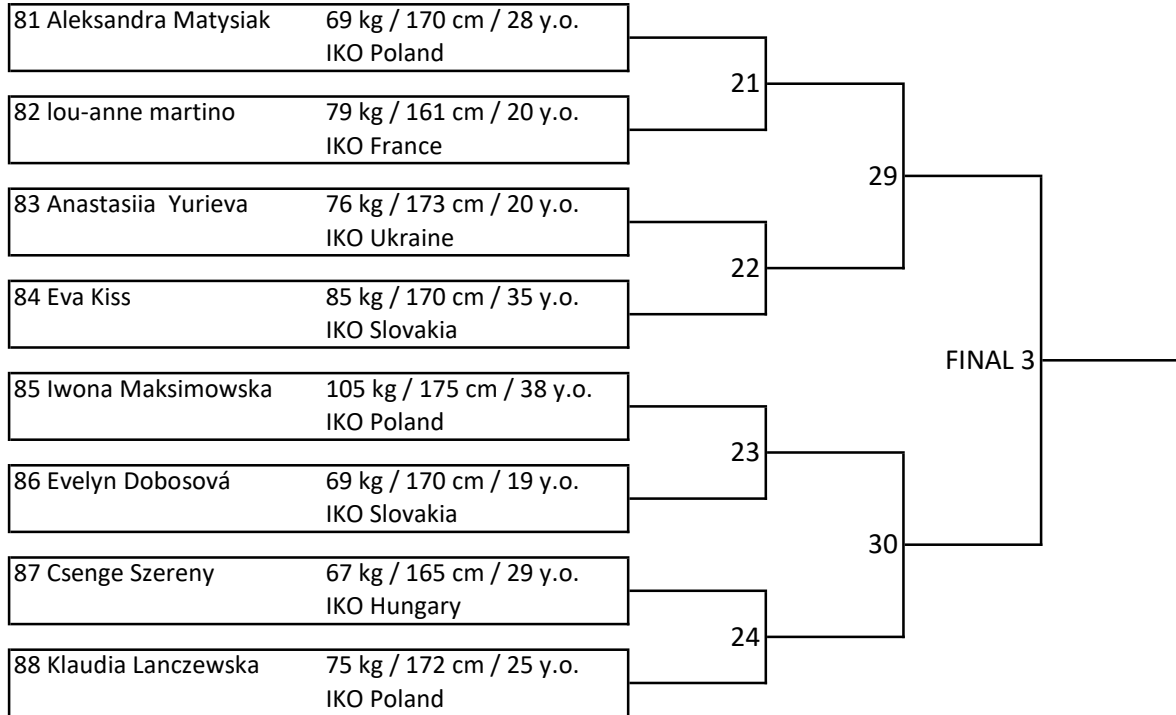 81 Aleksandra Matysiak 69 kg / 170 cm / 28 y.o.
IKO Poland
21
82 lou-anne martino 79 kg / 161 cm / 20 y.o.
IKO France
29
83 Anastasiia  Yurieva 76 kg / 173 cm / 20 y.o.
IKO Ukraine
22
84 Eva Kiss 85 kg / 170 cm / 35 y.o.
IKO Slovakia
FINAL 3
85 Iwona Maksimowska 105 kg / 175 cm / 38 y.o.
IKO Poland
23
86 Evelyn Dobosová 69 kg / 170 cm / 19 y.o.
IKO Slovakia
30
87 Csenge Szereny 67 kg / 165 cm / 29 y.o.
IKO Hungary
24
88 Klaudia Lanczewska 75 kg / 172 cm / 25 y.o.
IKO Poland